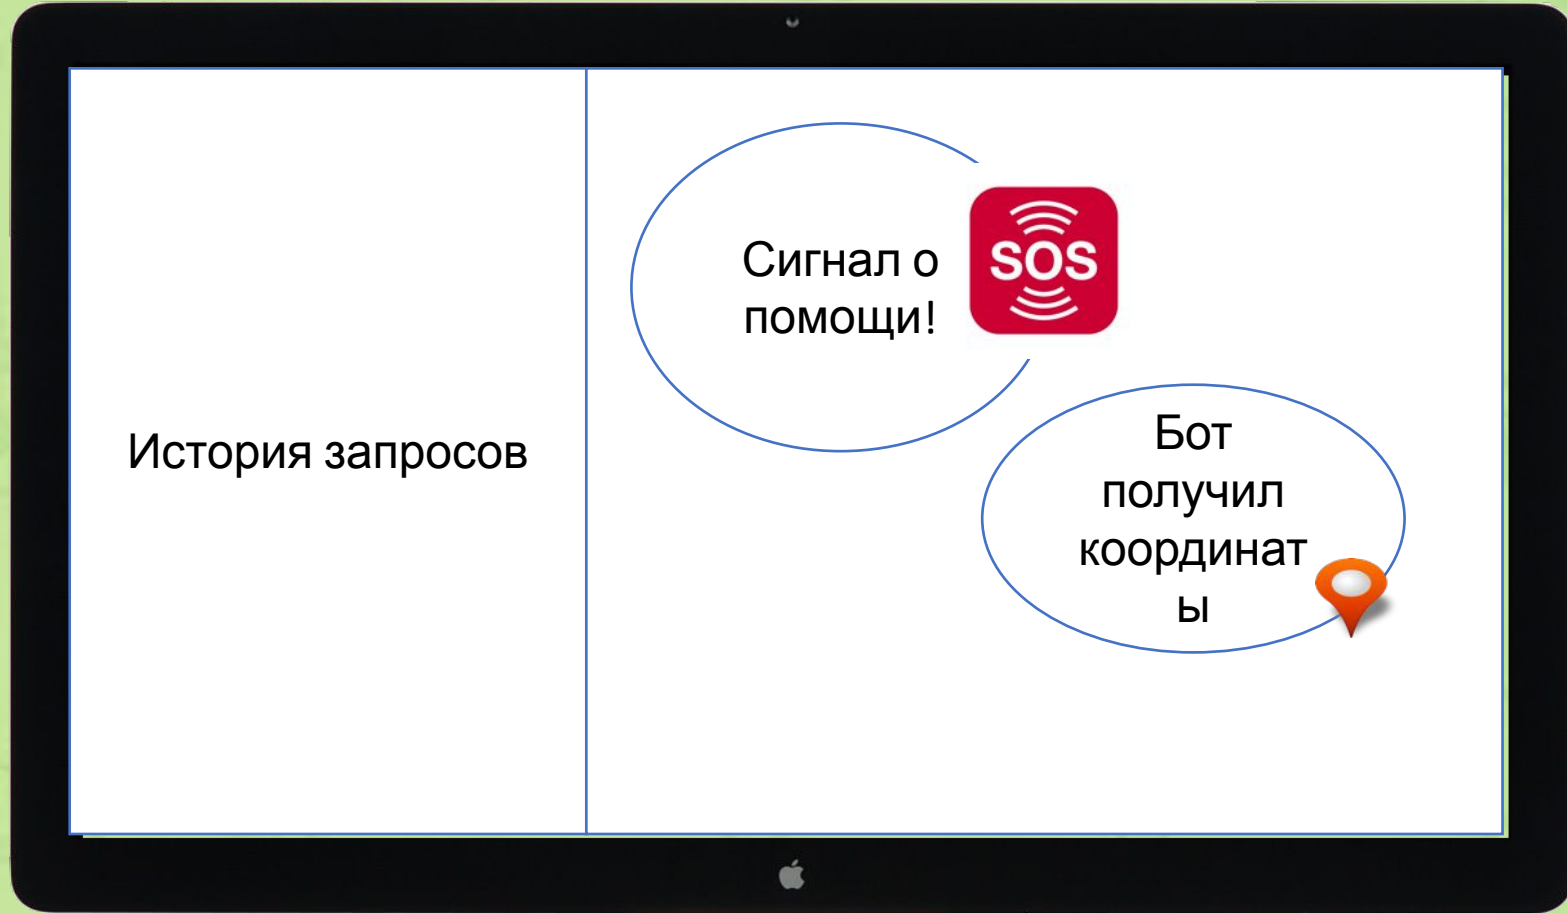 История запросов
Сигнал о
помощи!
SOS
Бот
получил
координат
ы